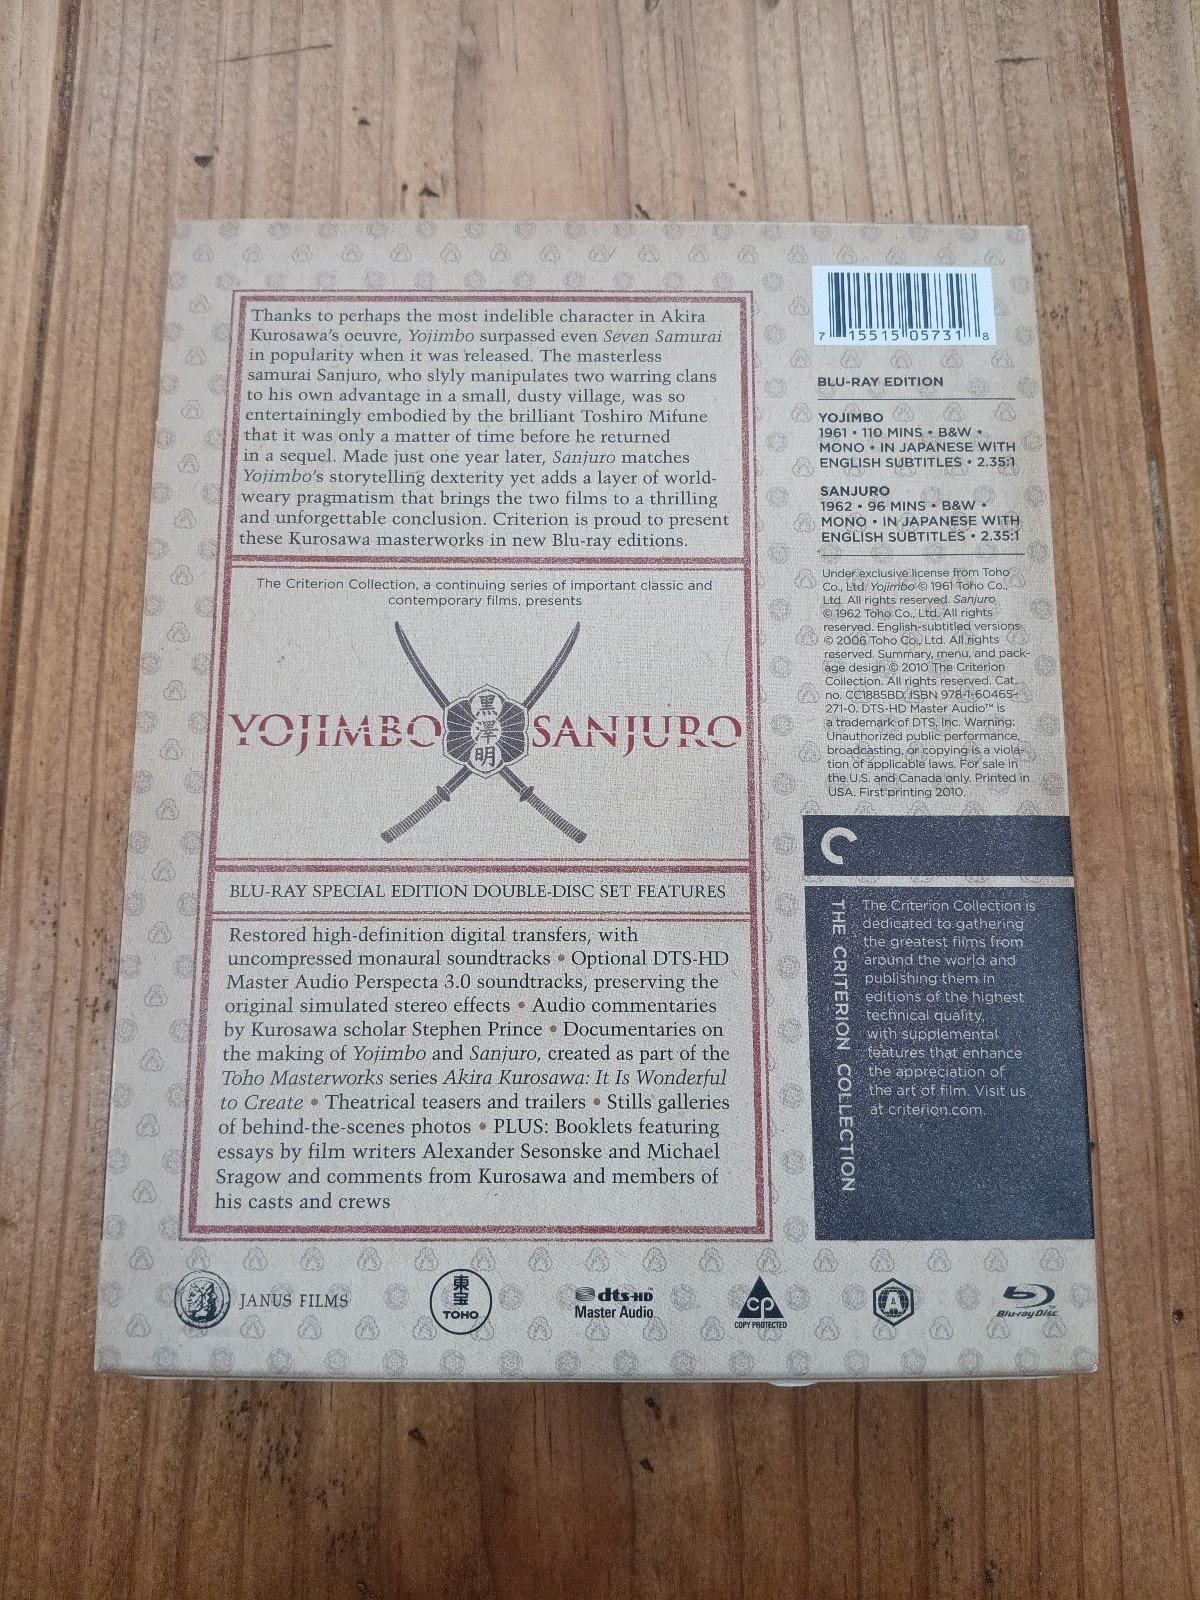 Thanks to perhaps the most indelible character in Akira
Kurosawa's oeuvre, Yojimbo surpassed even Seven Samurai
in popularity when it was released. The masterless
samurai Sanjuro, who slyly manipulates two warring clans
to his own advantage in a small, dusty village, was so
entertainingly embodied by the brilliant Toshiro Mifune
that it was only a matter of time before he returned
in a sequel. Made just one year later, Sanjuro matches
Yojimbo's storytelling dexterity yet adds a layer of world-
weary pragmatism that brings the two films to a thrilling
and unforgettable conclusion. Criterion is proud to present
these Kurosawa masterworks in new Blu-ray editions.
The Criterion Collection, a continuing series of important classic and
contemporary films, presents
YOJIMBO
黒澤明
SANJURO
BLU-RAY SPECIAL EDITION DOUBLE-DISC SET FEATURES
Restored high-definition digital transfers, with
uncompressed monaural soundtracks • Optional DTS-HD
Master Audio Perspecta 3.0 soundtracks, preserving the
original simulated stereo effects • Audio commentaries
by Kurosawa scholar Stephen Prince • Documentaries on
the making of Yojimbo and Sanjuro, created as part of the
Toho Masterworks series Akira Kurosawa: It Is Wonderful
to Create • Theatrical teasers and trailers • Stills galleries
of behind-the-scenes photos • PLUS: Booklets featuring
essays by film writers Alexander Sesonske and Michael
Sragow and comments from Kurosawa and members of
his casts and crews
7 15515 05731 8
BLU-RAY EDITION
YOJIMBO
1961 • 110 MINS • B&W •
MONO • IN JAPANESE WITH
ENGLISH SUBTITLES • 2.35:1
SANJURO
1962 • 96 MINS • B&W •
MONO • IN JAPANESE WITH
ENGLISH SUBTITLES • 2.35:1
Under exclusive license from Toho
Co., Ltd. Yojimbo © 1961 Toho Co.,
Ltd. All rights reserved. Sanjuro
© 1962 Toho Co., Ltd. All rights
reserved. English-subtitled versions
© 2006 Toho Co., Ltd. All rights
reserved. Summary, menu, and pack-
age design © 2010 The Criterion
Collection. All rights reserved. Cat.
no. CC1885BD. ISBN 978-1-60465-
271-0. DTS-HD Master Audio™ is
a trademark of DTS, Inc. Warning:
Unauthorized public performance,
broadcasting, or copying is a viola-
tion of applicable laws. For sale in
the U.S. and Canada only. Printed in
USA. First printing 2010.
THE CRITERION COLLECTION
The Criterion Collection is
dedicated to gathering
the greatest films from
around the world and
publishing them in
editions of the highest
technical quality,
with supplemental
features that enhance
the appreciation of
the art of film. Visit us
at criterion.com.
JANUS FILMS
東宝
TOHO
dts-HD
Master Audio
cp
COPY PROTECTED
A
Blu-ray Disc™